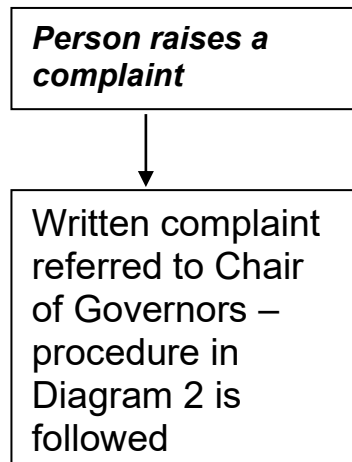 Person raises a
complaint
Written complaint
referred to Chair
of Governors –
procedure in
Diagram 2 is
followed